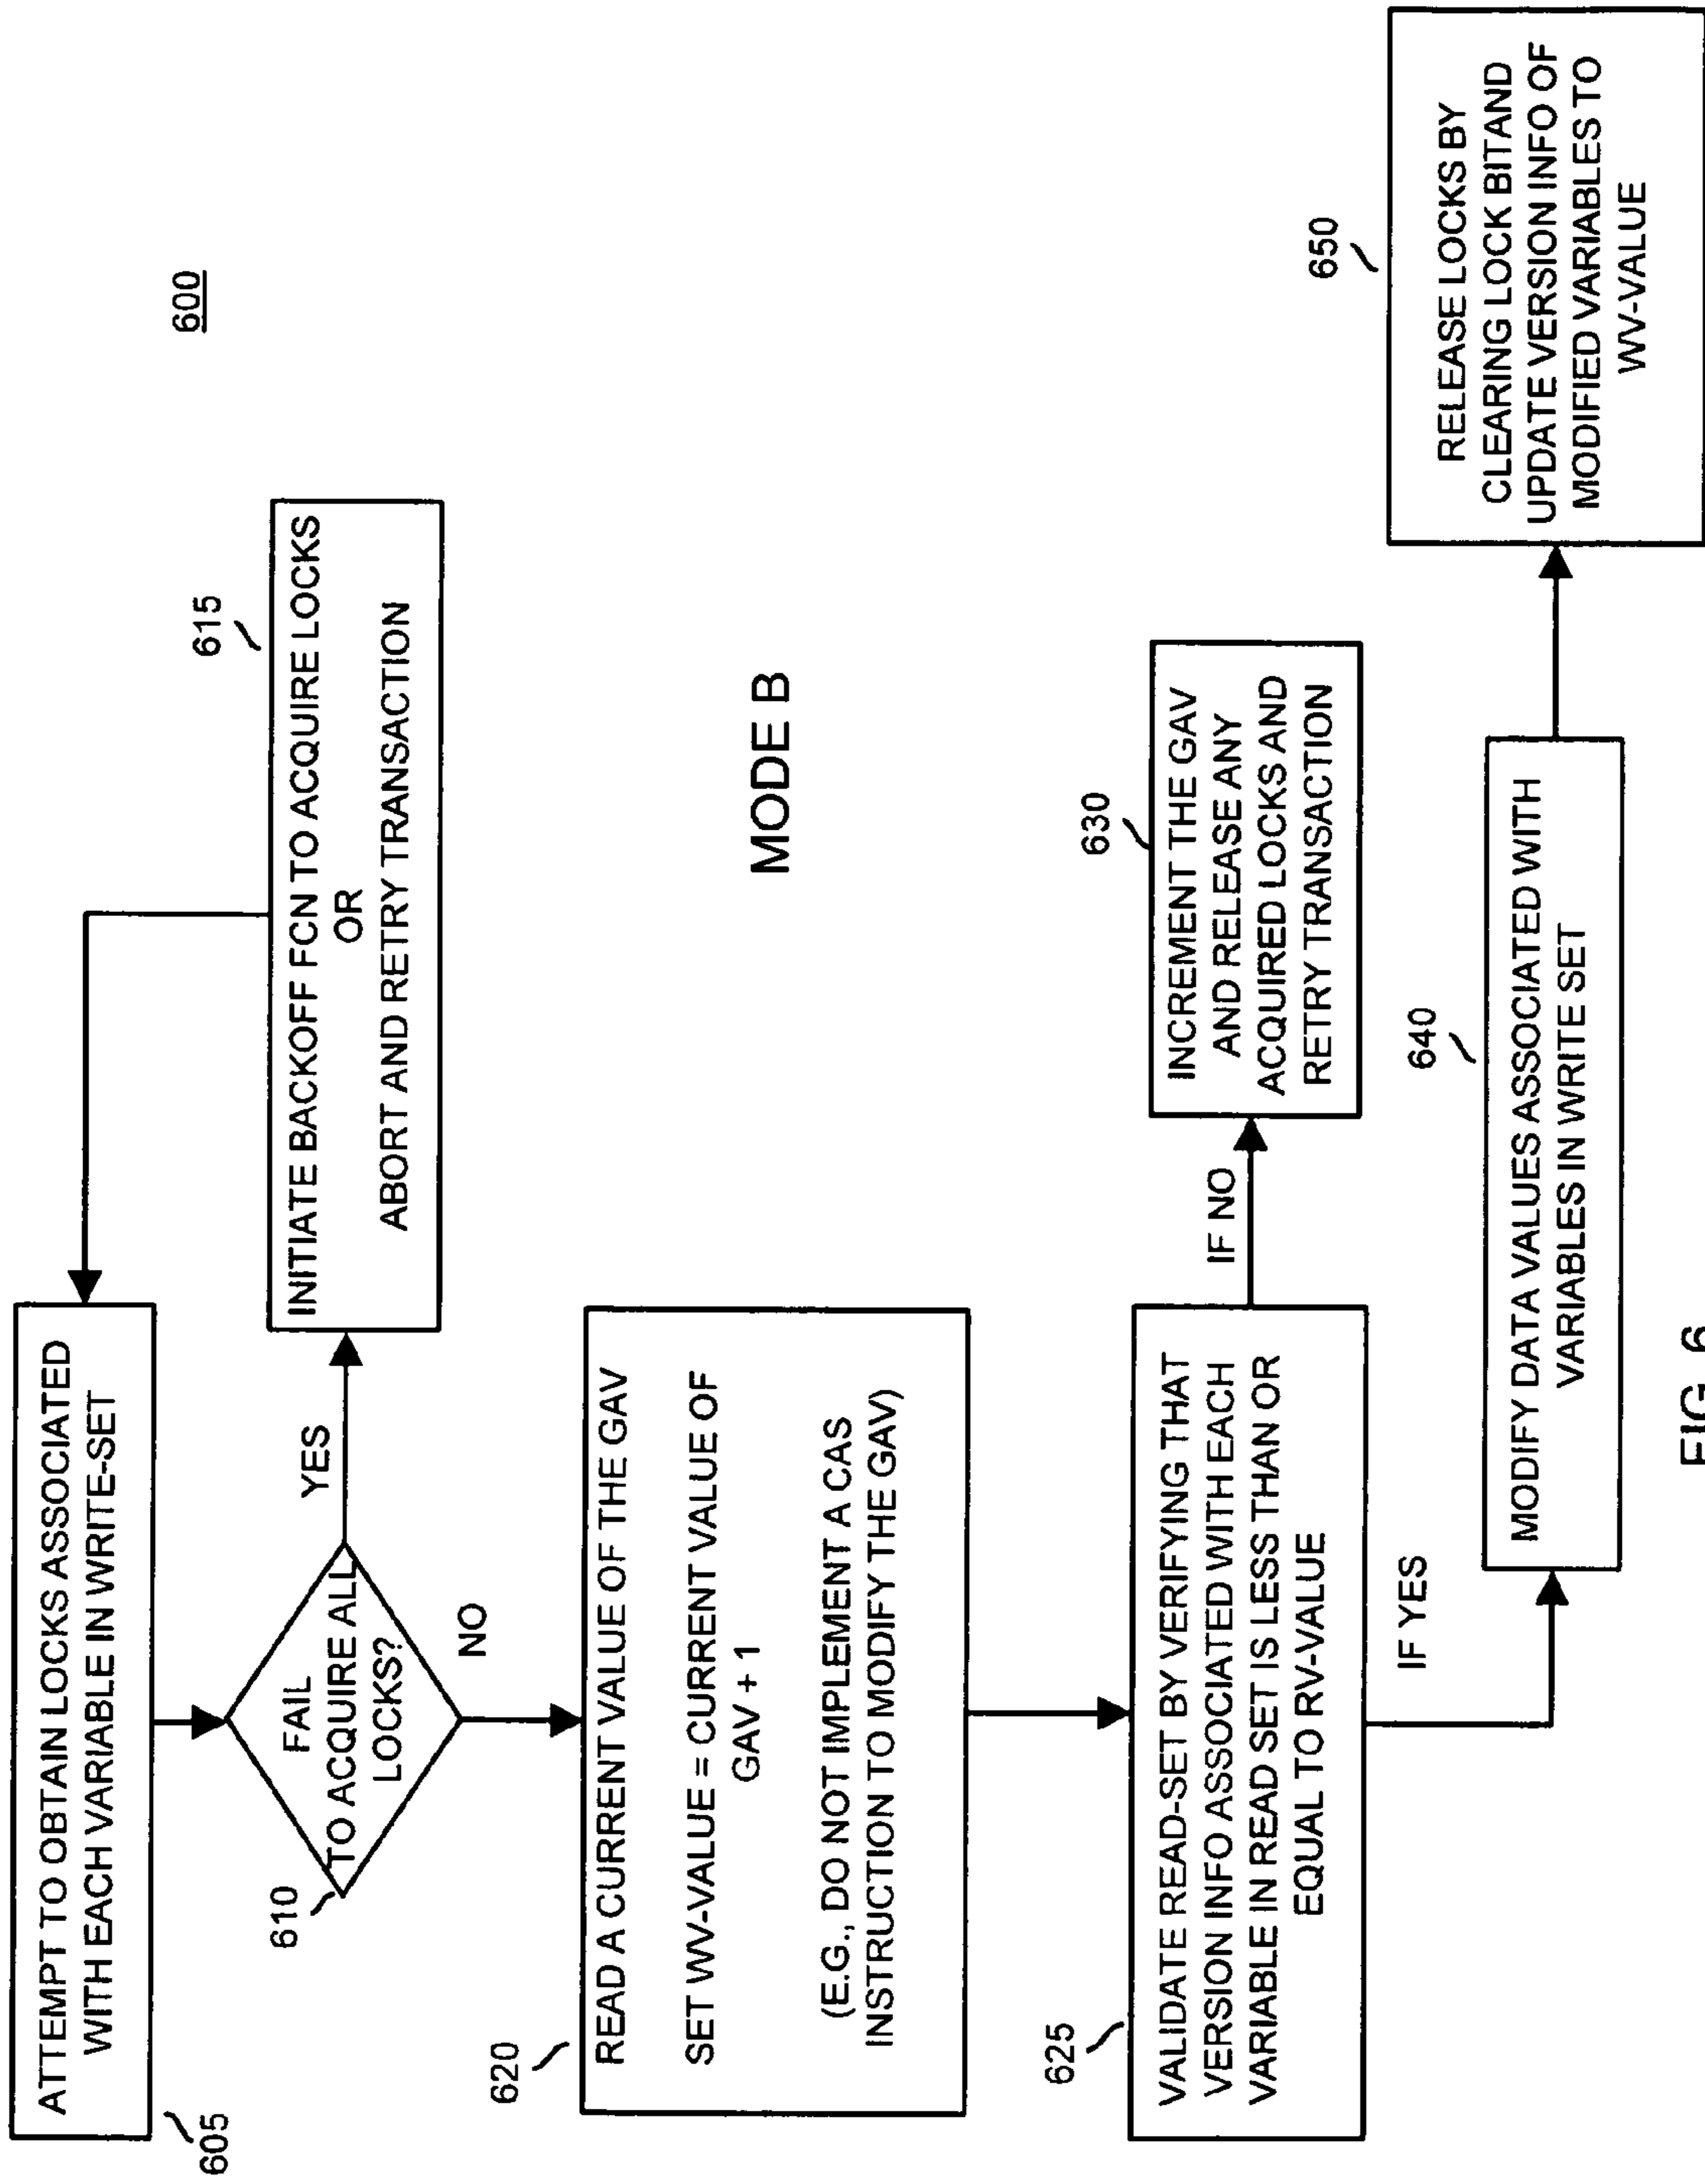 600
ATTEMPT TO OBTAIN LOCKS ASSOCIATED
WITH EACH VARIABLE IN WRITE-SET
605
FAIL
TO ACQUIRE ALL
LOCKS?
610
YES
NO
615
INITIATE BACKOFF FCN TO ACQUIRE LOCKS
OR
ABORT AND RETRY TRANSACTION
620
READ A CURRENT VALUE OF THE GAV
SET WV-VALUE = CURRENT VALUE OF
GAV + 1
(E.G., DO NOT IMPLEMENT A CAS
INSTRUCTION TO MODIFY THE GAV)
MODE B
625
VALIDATE READ-SET BY VERIFYING THAT
VERSION INFO ASSOCIATED WITH EACH
VARIABLE IN READ SET IS LESS THAN OR
EQUAL TO RV-VALUE
IF NO
630
INCREMENT THE GAV
AND RELEASE ANY
ACQUIRED LOCKS AND
RETRY TRANSACTION
IF YES
640
MODIFY DATA VALUES ASSOCIATED WITH
VARIABLES IN WRITE SET
650
RELEASE LOCKS BY
CLEARING LOCK BITAND
UPDATE VERSION INFO OF
MODIFIED VARIABLES TO
WV-VALUE
FIG. 6